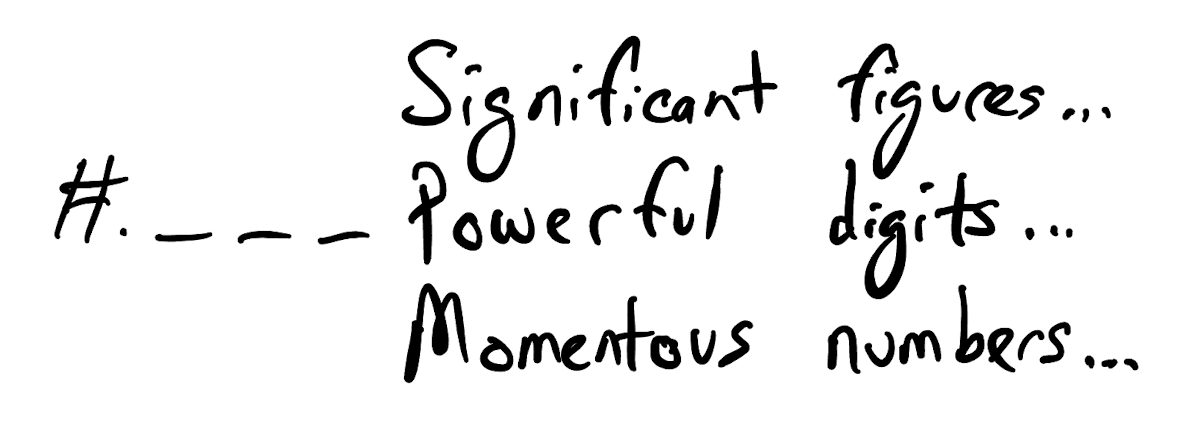 Significant figures...
#. _ _ _ Powerful digits...
Momentous numbers...